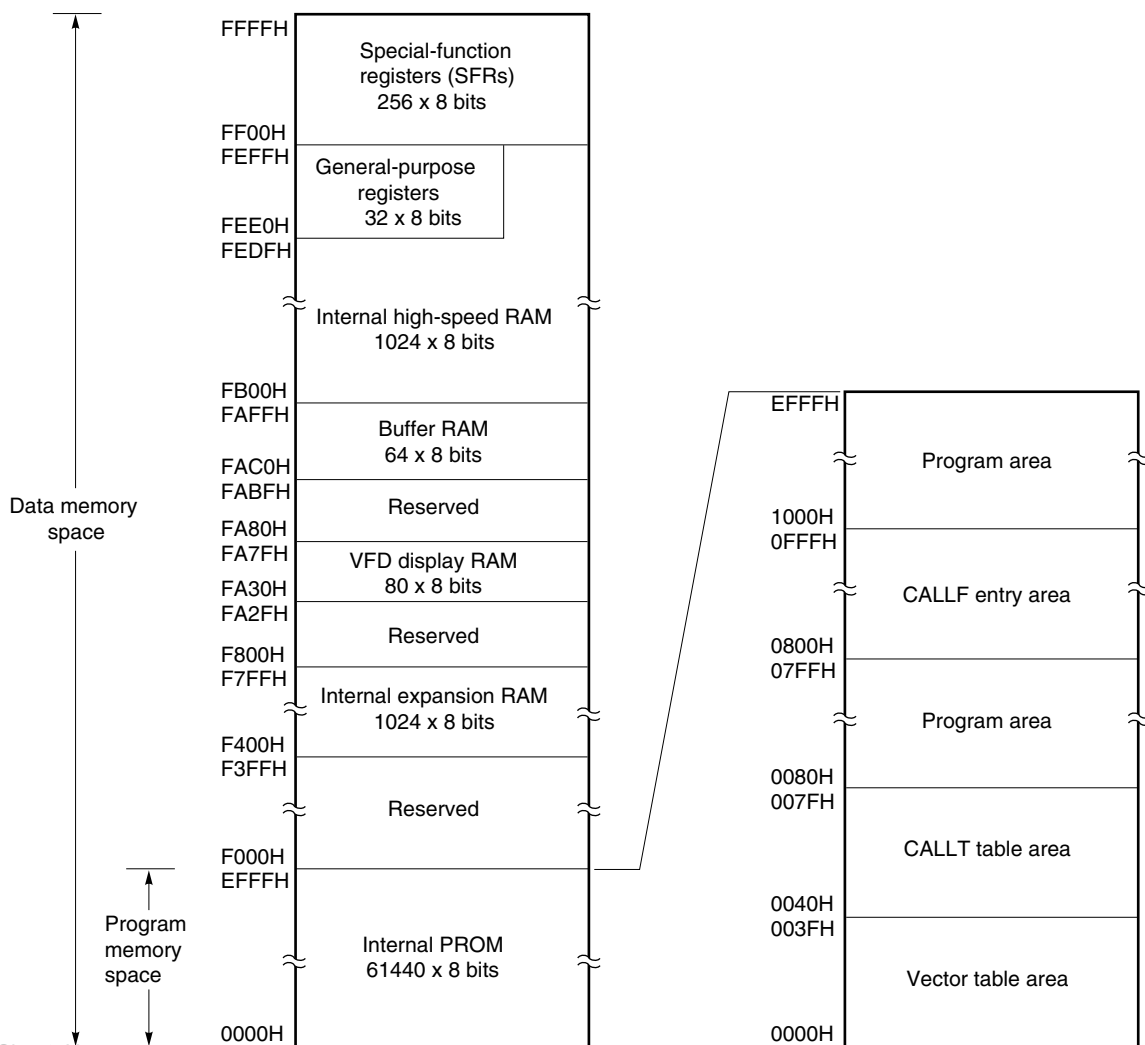 FFFFH
Special-function
registers (SFRs)
256 x 8 bits
FF00H
FEFFH
General-purpose
registers
32 x 8 bits
FEE0H
FEDFH
Internal high-speed RAM
1024 x 8 bits
FB00H
FAFFH
Buffer RAM
64 x 8 bits
FAC0H
FABFH
Reserved
FA80H
FA7FH
VFD display RAM
80 x 8 bits
FA30H
FA2FH
Reserved
F800H
F7FFH
Internal expansion RAM
1024 x 8 bits
F400H
F3FFH
Reserved
F000H
EFFFH
Internal PROM
61440 x 8 bits
0000H
Data memory
space
Program
memory
space
EFFFH
Program area
1000H
0FFFH
CALLF entry area
0800H
07FFH
Program area
0080H
007FH
CALLT table area
0040H
003FH
Vector table area
0000H